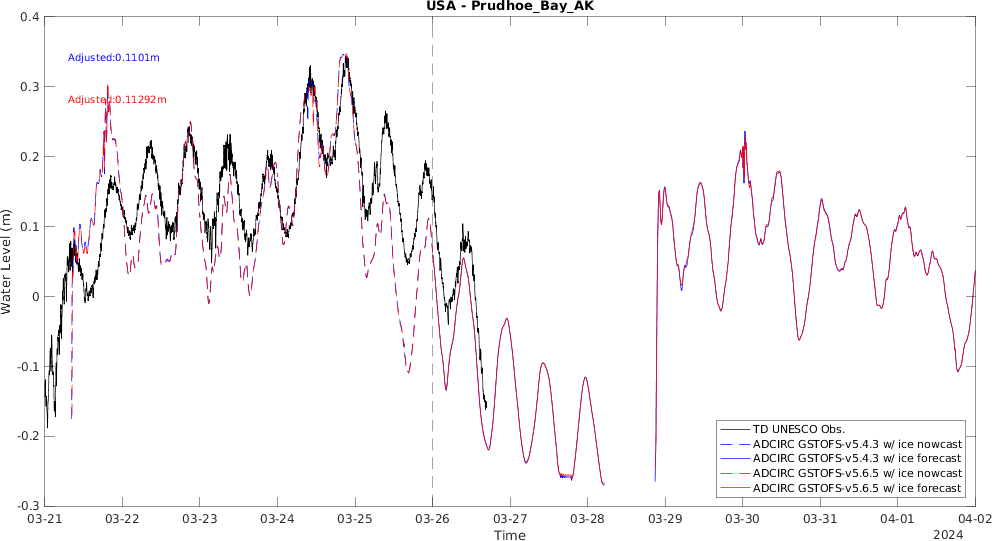 USA - Prudhoe_Bay_AK
Adjusted:0.1101m
Adjusted:0.11292m
Water Level (m)
0.4
0.3
0.2
0.1
0
-0.1
-0.2
-0.3
TD UNESCO Obs.
ADCIRC GSTOFS-v5.4.3 w/ ice nowcast
ADCIRC GSTOFS-v5.4.3 w/ ice forecast
ADCIRC GSTOFS-v5.6.5 w/ ice nowcast
ADCIRC GSTOFS-v5.6.5 w/ ice forecast
03-21 03-22 03-23 03-24 03-25 03-26 03-27 03-28 03-29 03-30 03-31 04-01 04-02
Time
2024